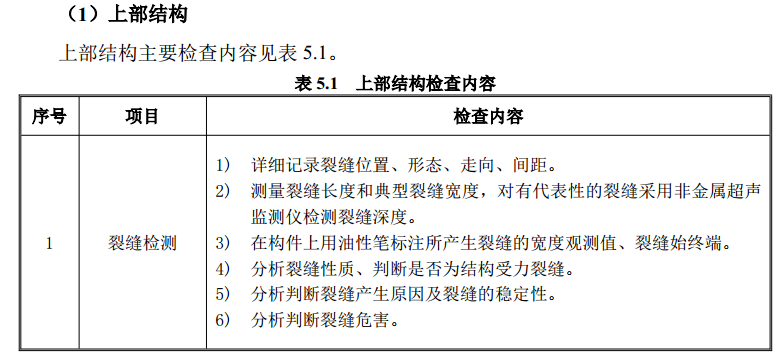 （1）上部结构
上部结构主要检查内容见表 5.1。
表 5.1 上部结构检查内容
序号 项目 检查内容
1 裂缝检测
1) 详细记录裂缝位置、形态、走向、间距。
2) 测量裂缝长度和典型裂缝宽度，对有代表性的裂缝采用非金属超声
监测仪检测裂缝深度。
3) 在构件上用油性笔标注所产生裂缝的宽度观测值、裂缝始终端。
4) 分析裂缝性质、判断是否为结构受力裂缝。
5) 分析判断裂缝产生原因及裂缝的稳定性。
6) 分析判断裂缝危害。